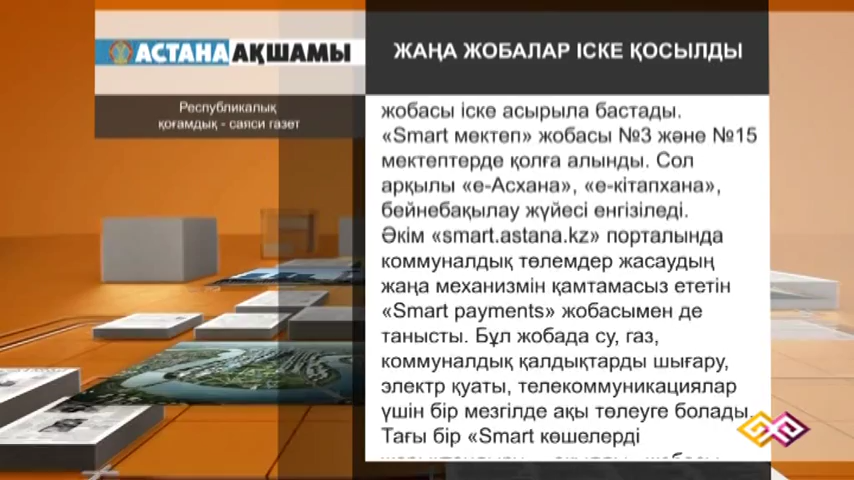 АСТАНА АҚШАМЫ
Республикалық
қоғамдық - саяси газет
ЖАҢА ЖОБАЛАР ІСКЕ ҚОСЫЛДЫ
жобасы іске асырыла бастады.
«Smart мектеп» жобасы №3 және №15
мектептерде қолға алынды. Сол
арқылы «е-Асхана», «е-кітапхана»,
бейнебақылау жүйесі енгізіледі.
Әкім «smart.astana.kz» порталында
коммуналдық төлемдер жасаудың
жаңа механизмін қамтамасыз ететін
«Smart payments» жобасымен де
танысты. Бұл жобада су, газ,
коммуналдық қалдықтарды шығару,
электр қуаты, телекоммуникациялар
үшін бір мезгілде ақы төлеуге болады.
Тағы бір «Smart көшелерді